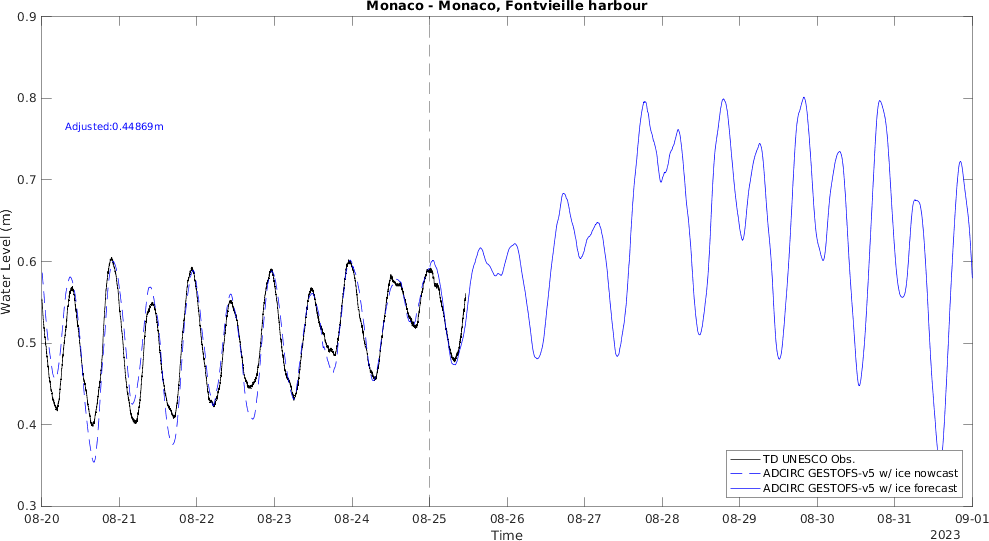 Monaco - Monaco, Fontvieille harbour
0.9
0.8
0.7
0.6
0.5
0.4
0.3
Water Level (m)
Adjusted:0.44869m
TD UNESCO Obs.
ADCIRC GESTOFS-v5 w/ ice nowcast
ADCIRC GESTOFS-v5 w/ ice forecast
08-20 08-21 08-22 08-23 08-24 08-25 08-26 08-27 08-28 08-29 08-30 08-31 09-01
Time
2023